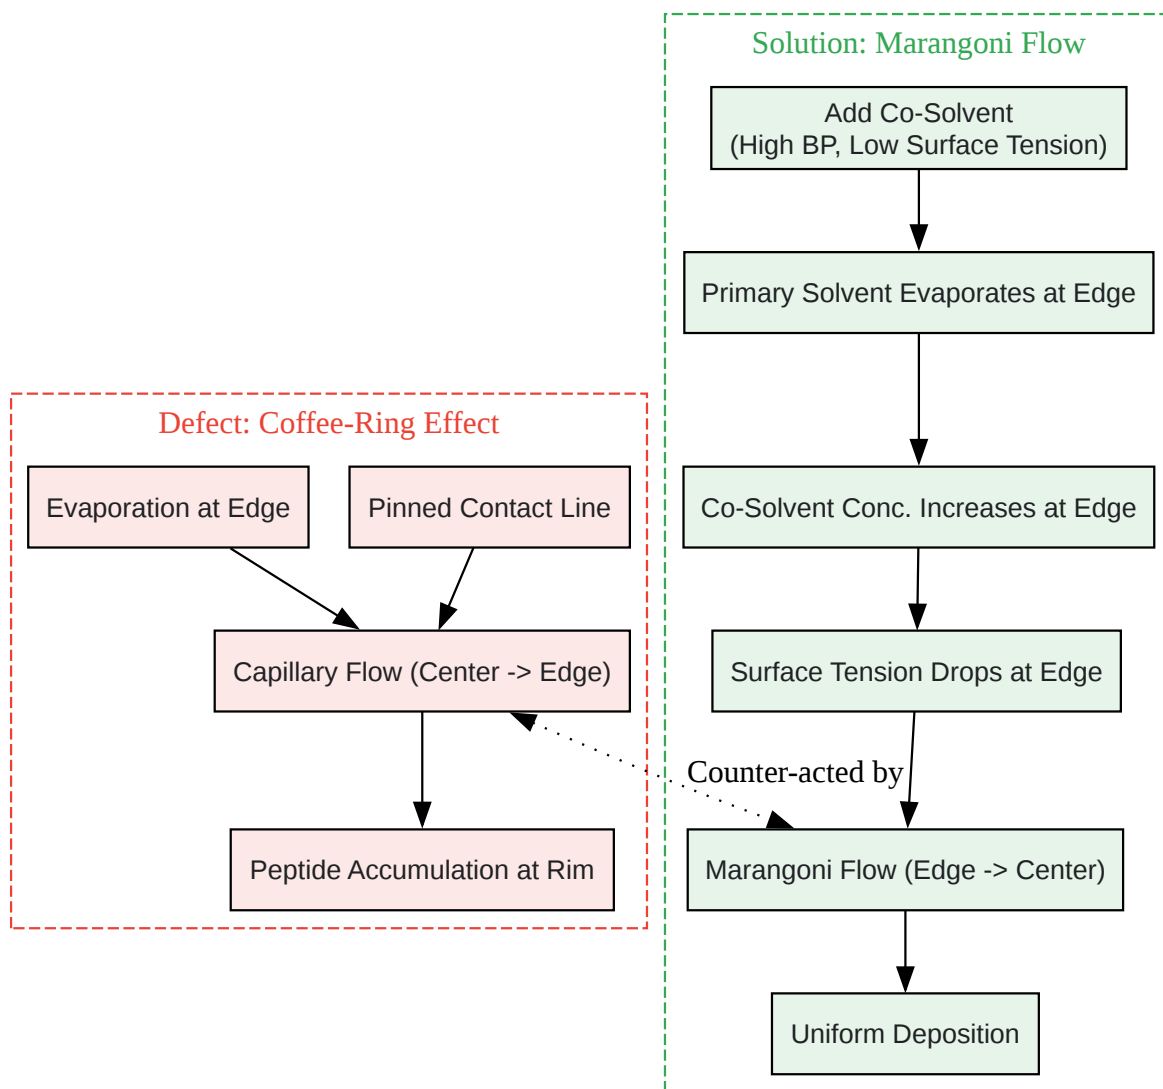 Solution: Marangoni Flow
Add Co-Solvent
(High BP, Low Surface Tension)
Primary Solvent Evaporates at Edge
Defect: Coffee-Ring Effect
Evaporation at Edge
Pinned Contact Line
Co-Solvent Conc. Increases at Edge
Capillary Flow (Center -> Edge)
Surface Tension Drops at Edge
Counter-acted by
Peptide Accumulation at Rim
Marangoni Flow (Edge -> Center)
Uniform Deposition